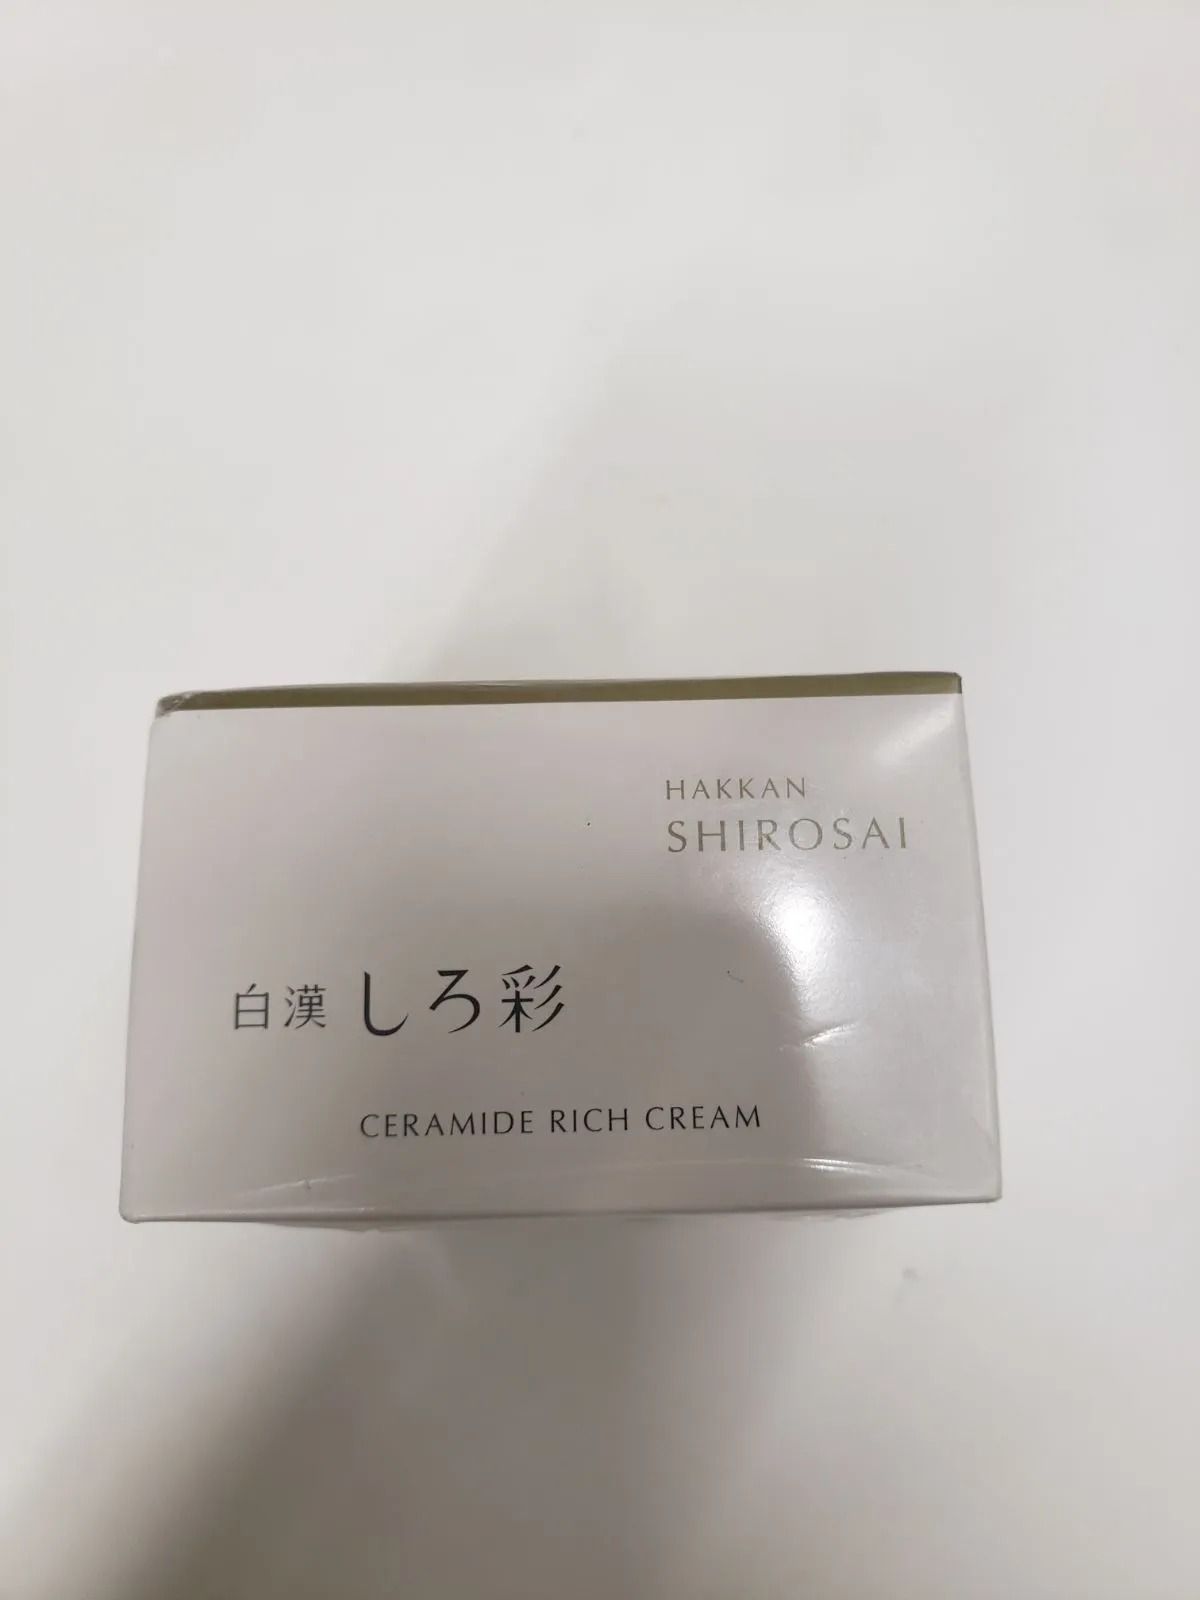 HAKKAN
SHIROSAI
白漢 しろ彩
CERAMIDE RICH CREAM